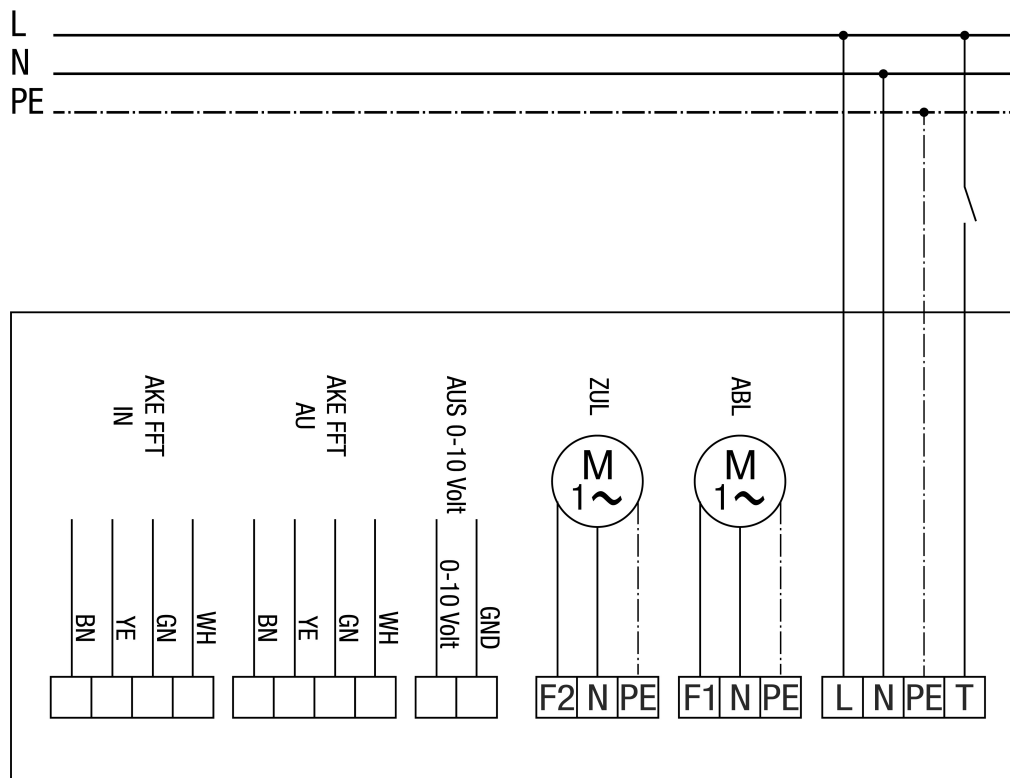 L
N
PE
AKE FFT
IN
AKE FFT
AU
AUS 0-10 Volt
ZUL
ABL
M
1~
M
1~
BN
YE
GN
WH
BN
YE
GN
WH
0-10 Volt
GND
F2 N PE
F1 N PE
L N PE T